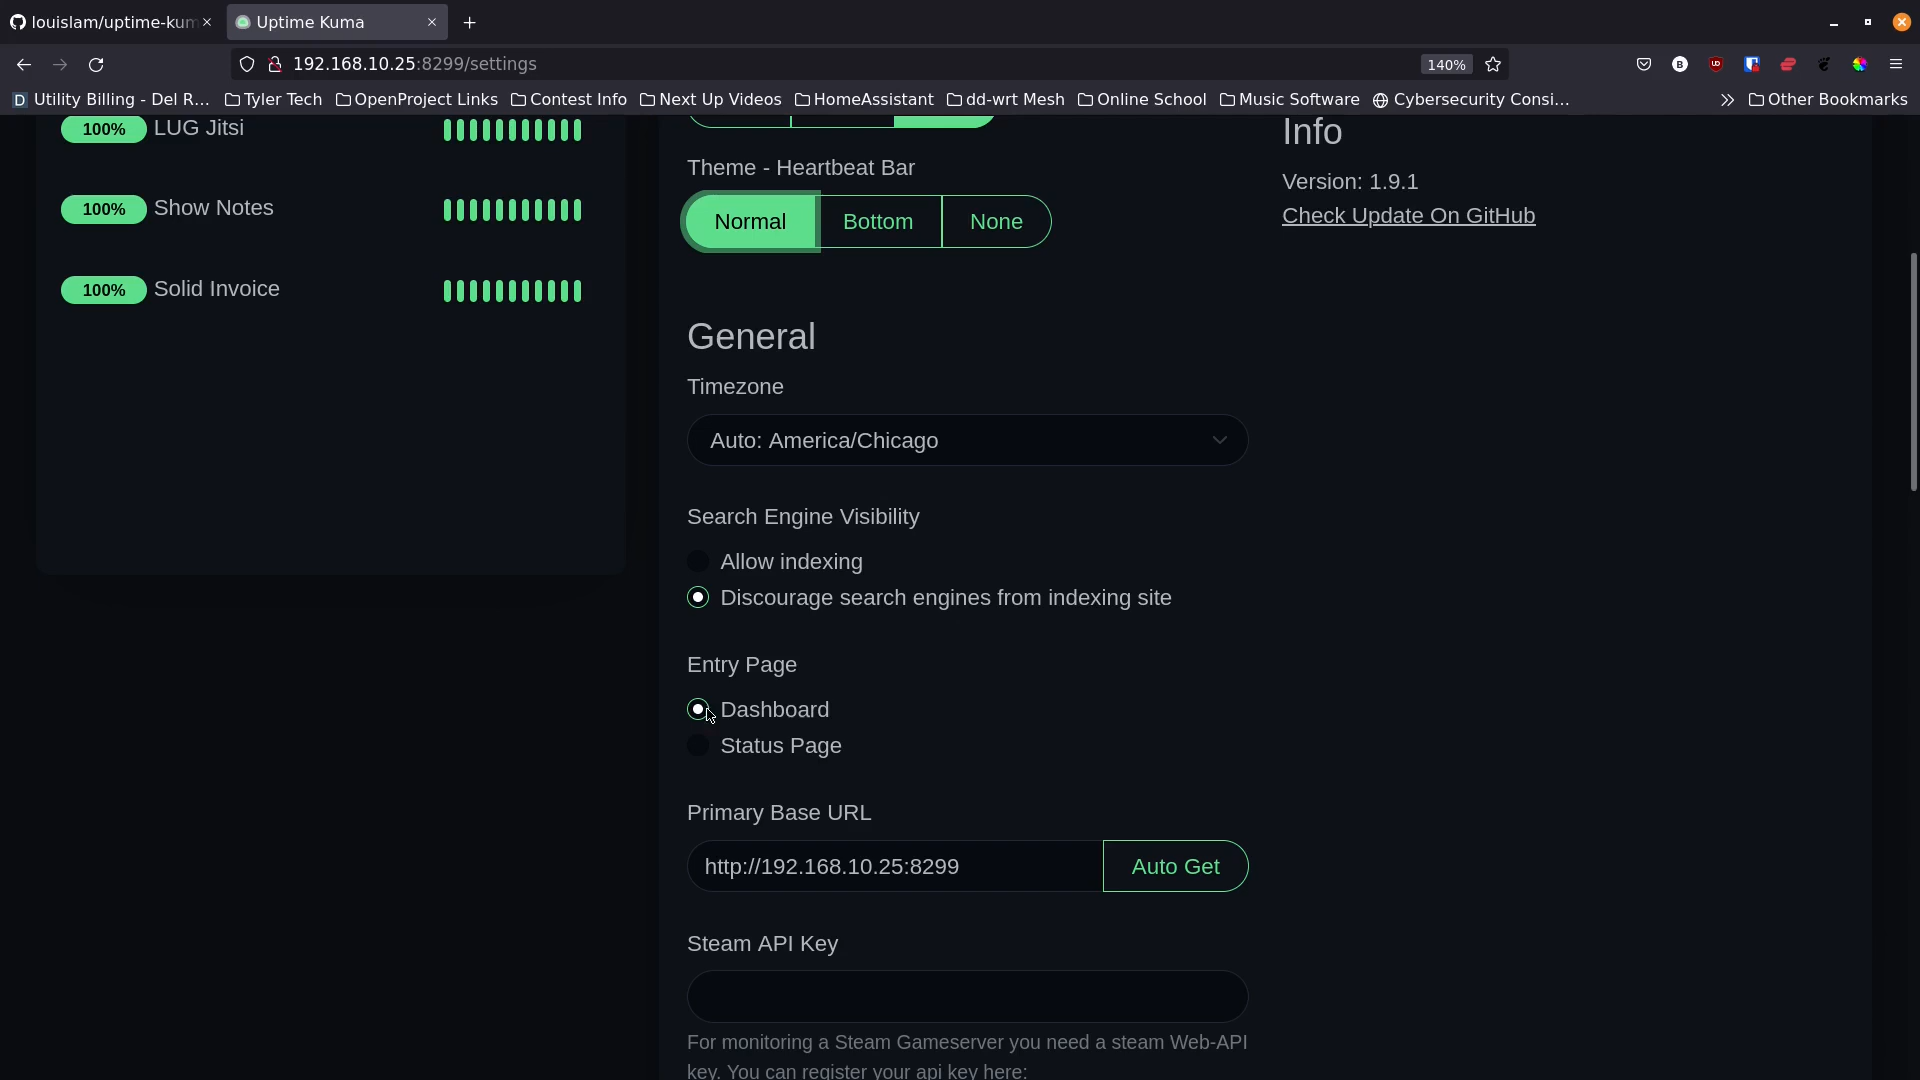 louislam/uptime-kum
Uptime Kuma
192.168.10.25:8299/settings
140%
Utility Billing - Del R...
Tyler Tech
OpenProject Links
Contest Info
Next Up Videos
HomeAssistant
dd-wrt Mesh
Online School
Music Software
Cybersecurity Consi...
Other Bookmarks
100% LUG Jitsi
100% Show Notes
100% Solid Invoice
Theme - Heartbeat Bar
Normal Bottom None
General
Timezone
Auto: America/Chicago
Search Engine Visibility
Allow indexing
Discourage search engines from indexing site
Entry Page
Dashboard
Status Page
Primary Base URL
http://192.168.10.25:8299 Auto Get
Steam API Key
For monitoring a Steam Gameserver you need a steam Web-API
key. You can register your api key here:
Info
Version: 1.9.1
Check Update On GitHub